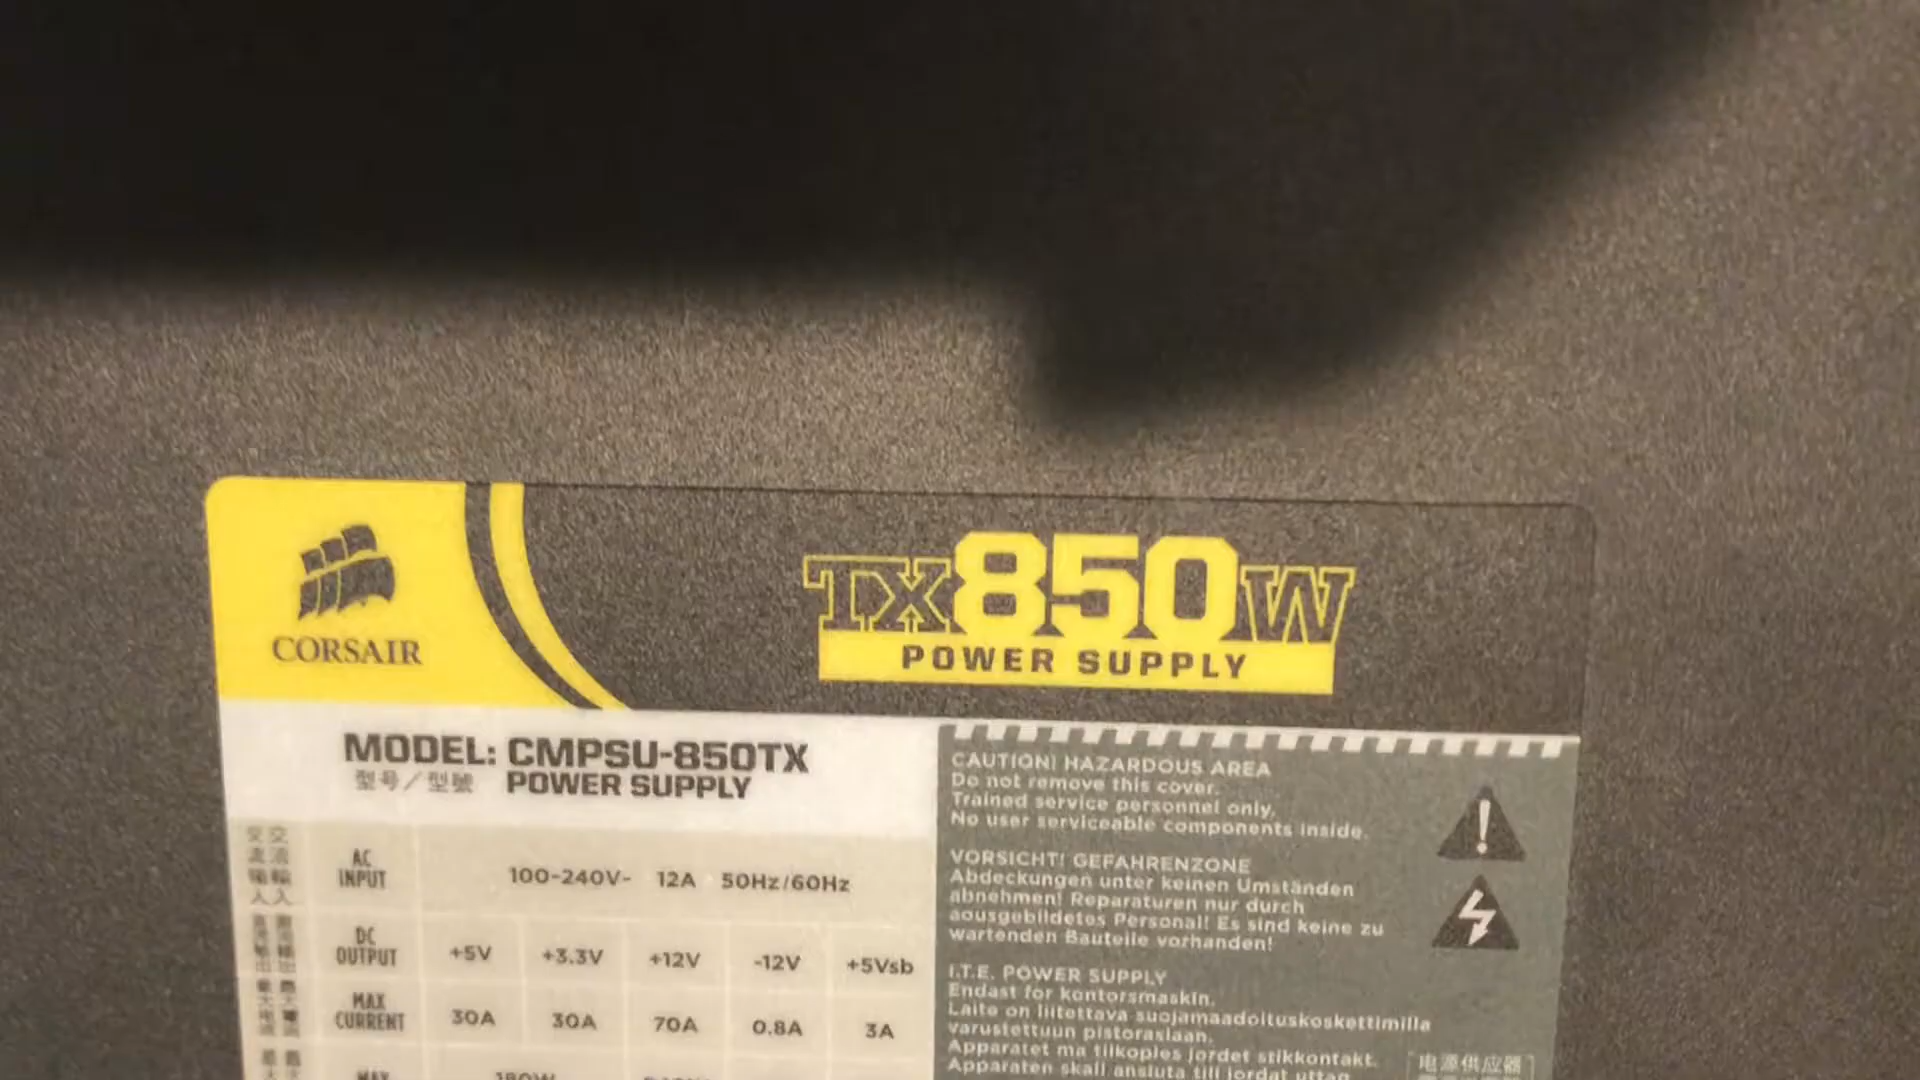 CORSAIR
TX850W
POWER SUPPLY
MODEL: CMPSU-850TX
型号／型號 POWER SUPPLY
AC INPUT 100-240V~ 12A 50Hz/60Hz
DC OUTPUT +5V +3.3V +12V -12V +5Vsb
MAX CURRENT 30A 30A 70A 0.8A 3A
MAX 180W
CAUTION! HAZARDOUS AREA
Do not remove this cover.
Trained service personnel only,
No user serviceable components inside.
VORSICHT! GEFAHRENZONE
Abdeckungen unter keinen Umständen
abnehmen! Reparaturen nur durch
aousgebildetes Personal! Es sind keine zu
wartenden Bauteile vorhanden!
I.T.E. POWER SUPPLY
Endast for kontorsmaskin.
Laite on liitettava suojamaadoituskoskettimilla
varustettuun pistorasiaan.
Apparatet ma tilkoples jordet stikkontakt.
Apparaten skall ansluta till jordat uttag
电源供应器